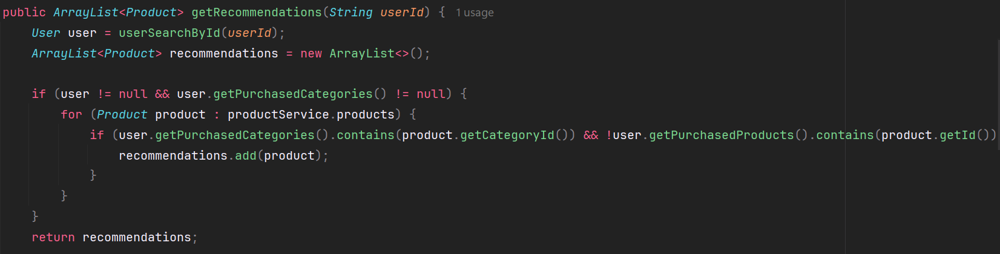 public ArrayList<Product> getRecommendations(String userId) { 1 usage
    User user = userSearchById(userId);
    ArrayList<Product> recommendations = new ArrayList<>();
    if (user != null && user.getPurchasedCategories() != null) {
        for (Product product : productService.products) {
            if (user.getPurchasedCategories().contains(product.getCategoryId()) && !user.getPurchasedProducts().contains(product.getId())
                recommendations.add(product);
            }
        }
    }
    return recommendations;